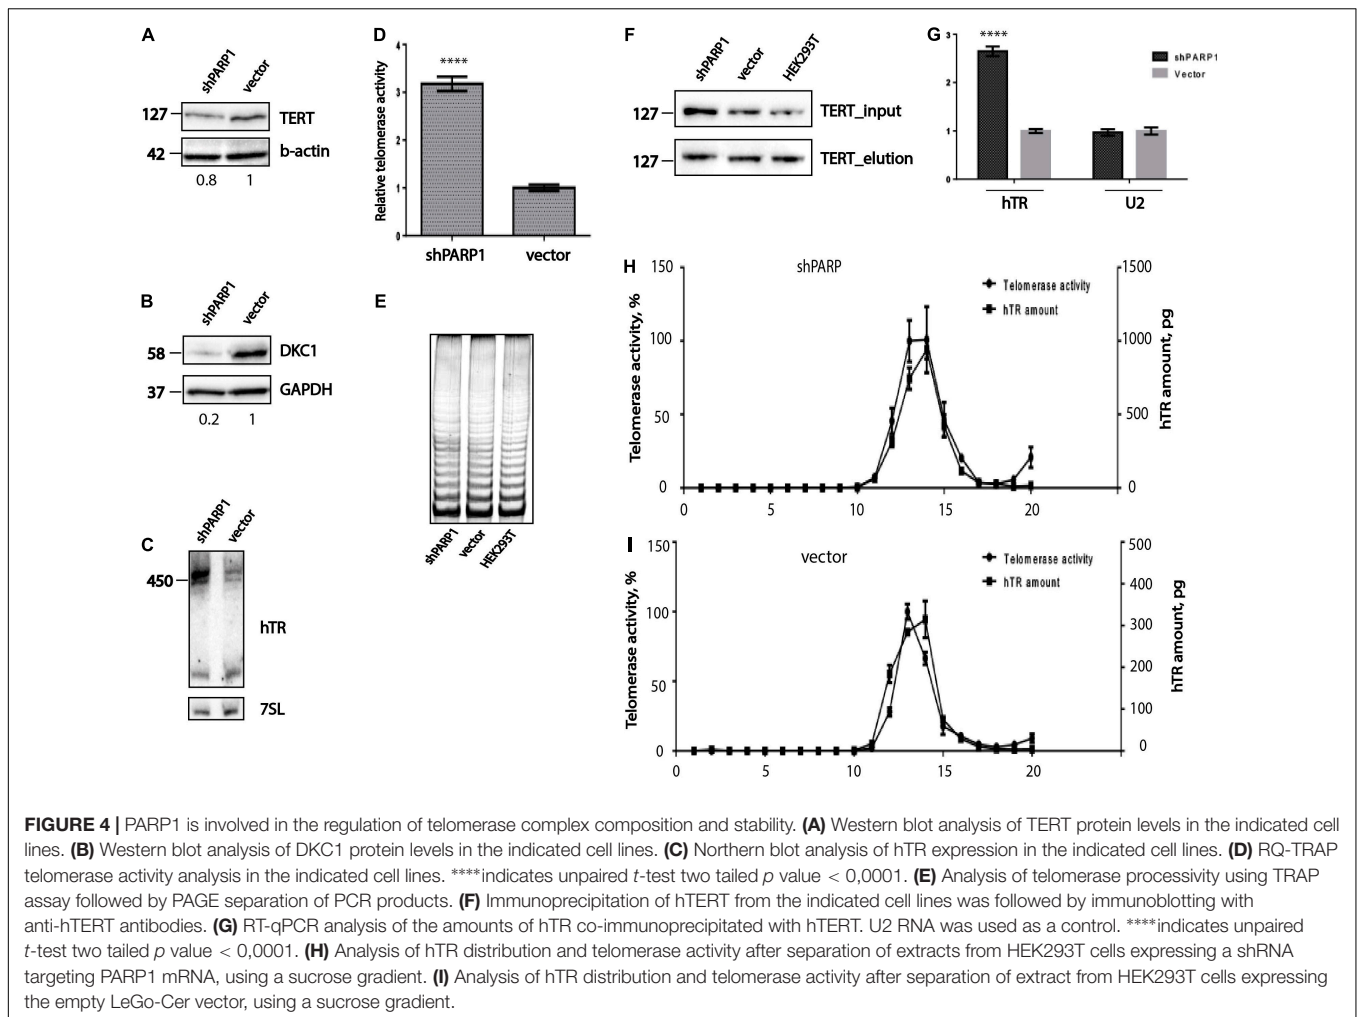 A
shPARP1
vector
127
TERT
42
b-actin
0.8 1
B
shPARP1
vector
58
DKC1
37
GAPDH
0.2 1
C
shPARP1
vector
450
hTR
7SL
D
Relative telomerase activity
4
3
2
1
0
****
shPARP1 vector
E
shPARP1
vector
HEK293T
F
shPARP1
vector
HEK293T
127
TERT_input
127
TERT_elution
G
3
2
1
0
****
shPARP1
Vector
hTR U2
H
shPARP
Telomerase activity, %
150
100
50
0
0 5 10 15 20
Telomerase activity
hTR amount
1500
1000
500
0
hTR amount, pg
I
vector
Telomerase activity, %
150
100
50
0
0 5 10 15 20
Telomerase activity
hTR amount
500
400
300
200
100
0
hTR amount, pg
FIGURE 4 | PARP1 is involved in the regulation of telomerase complex composition and stability. (A) Western blot analysis of TERT protein levels in the indicated cell
lines. (B) Western blot analysis of DKC1 protein levels in the indicated cell lines. (C) Northern blot analysis of hTR expression in the indicated cell lines. (D) RQ-TRAP
telomerase activity analysis in the indicated cell lines. ****indicates unpaired t-test two tailed p value < 0,0001. (E) Analysis of telomerase processivity using TRAP
assay followed by PAGE separation of PCR products. (F) Immunoprecipitation of hTERT from the indicated cell lines was followed by immunoblotting with
anti-hTERT antibodies. (G) RT-qPCR analysis of the amounts of hTR co-immunoprecipitated with hTERT. U2 RNA was used as a control. ****indicates unpaired
t-test two tailed p value < 0,0001. (H) Analysis of hTR distribution and telomerase activity after separation of extracts from HEK293T cells expressing a shRNA
targeting PARP1 mRNA, using a sucrose gradient. (I) Analysis of hTR distribution and telomerase activity after separation of extract from HEK293T cells expressing
the empty LeGo-Cer vector, using a sucrose gradient.